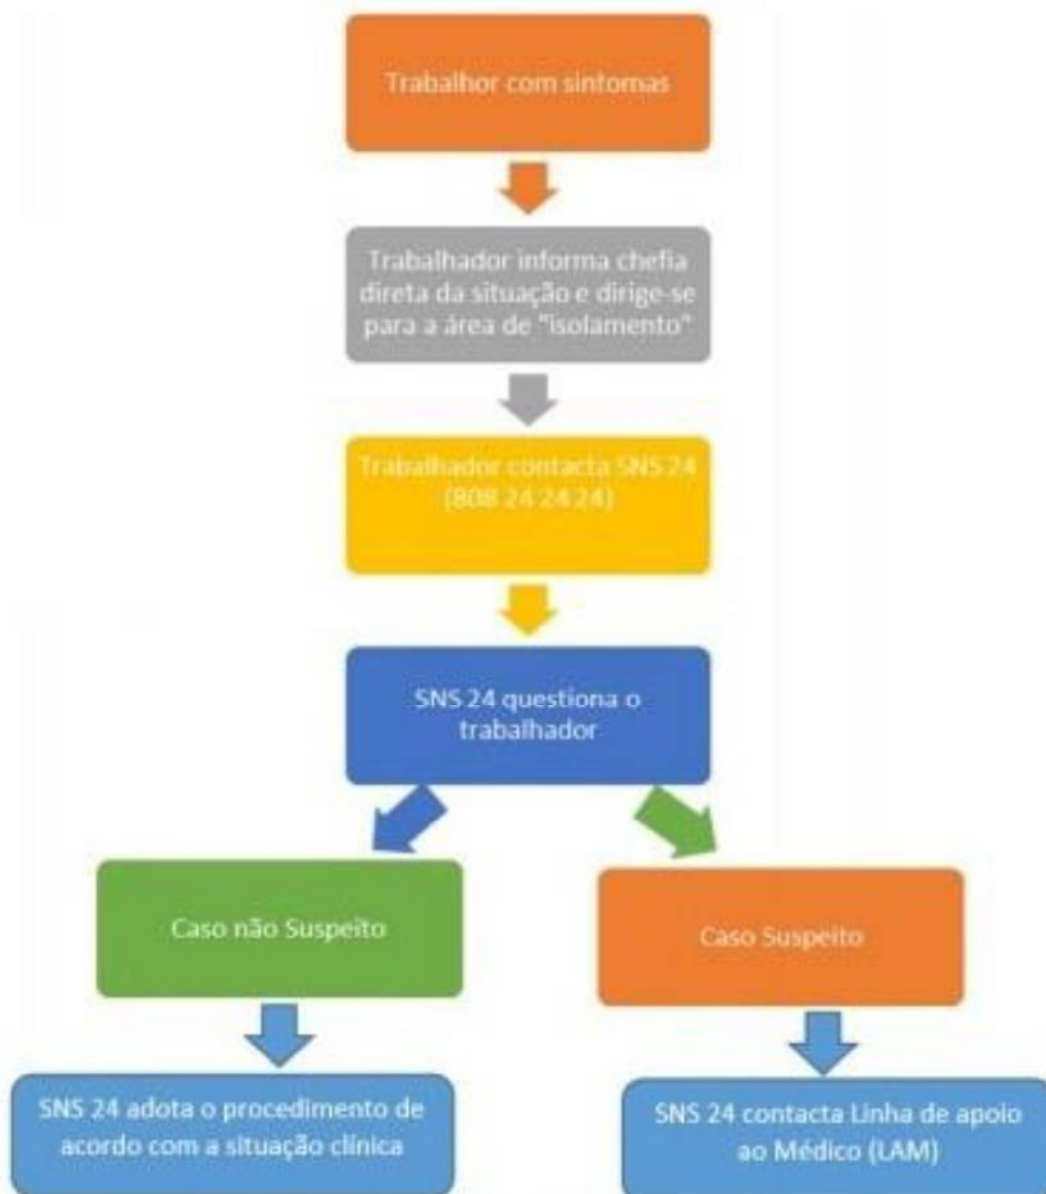 Trabalhor com sintomas
Trabalhador informa chefia
direta da situação e dirige-se
para a área de "isolamento"
Trabalhador contacta SNS 24
(808 24 24 24)
SNS 24 questiona o
trabalhador
Caso não Suspeito
Caso Suspeito
SNS 24 adota o procedimento de
acordo com a situação clínica
SNS 24 contacta Linha de apoio
ao Médico (LAM)